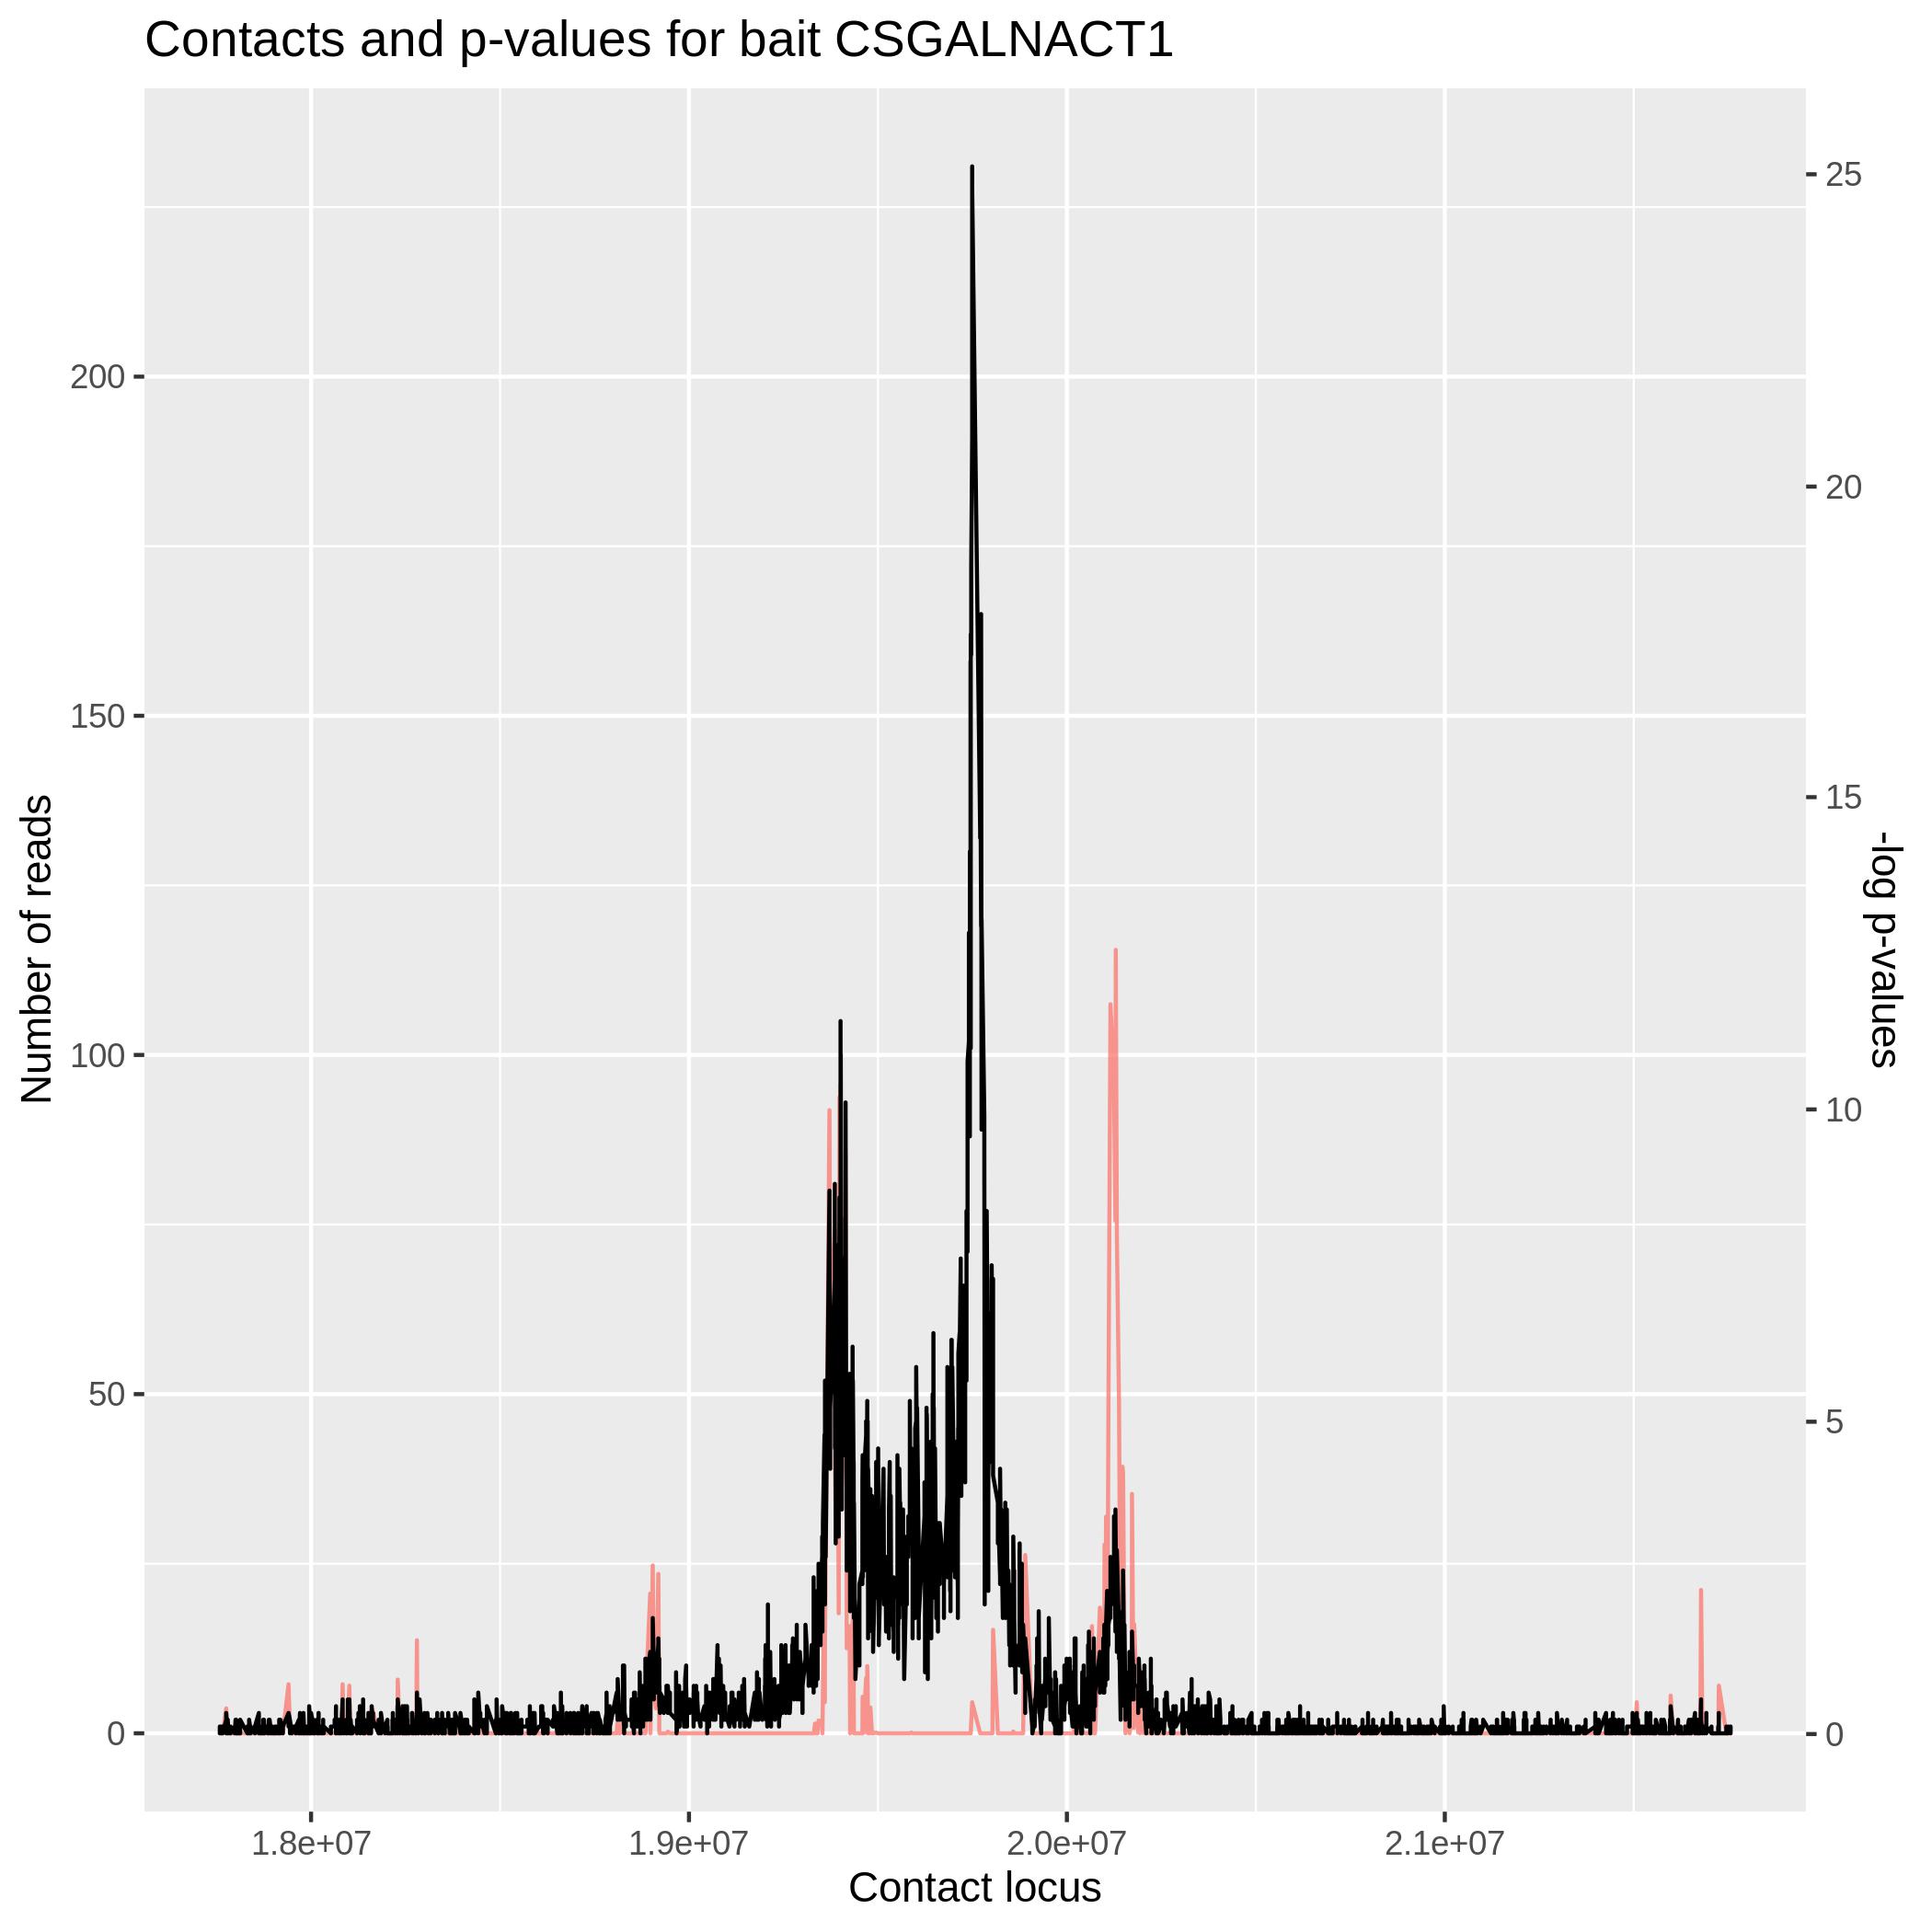 Contacts and p-values for bait CSGALNACT1
Number of reads
200
150
100
50
0
25
20
15
10
5
0
-log p-values
1.8e+07
1.9e+07
2.0e+07
2.1e+07
Contact locus